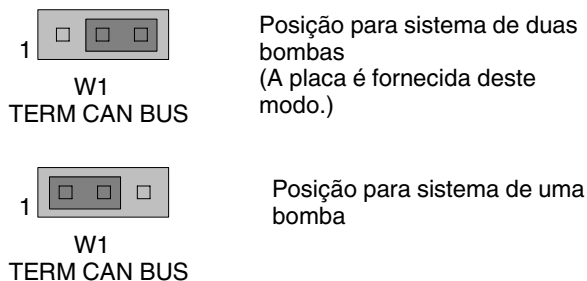 1
W1
TERM CAN BUS
Posição para sistema de duas
bombas
(A placa é fornecida deste
modo.)
1
W1
TERM CAN BUS
Posição para sistema de uma
bomba